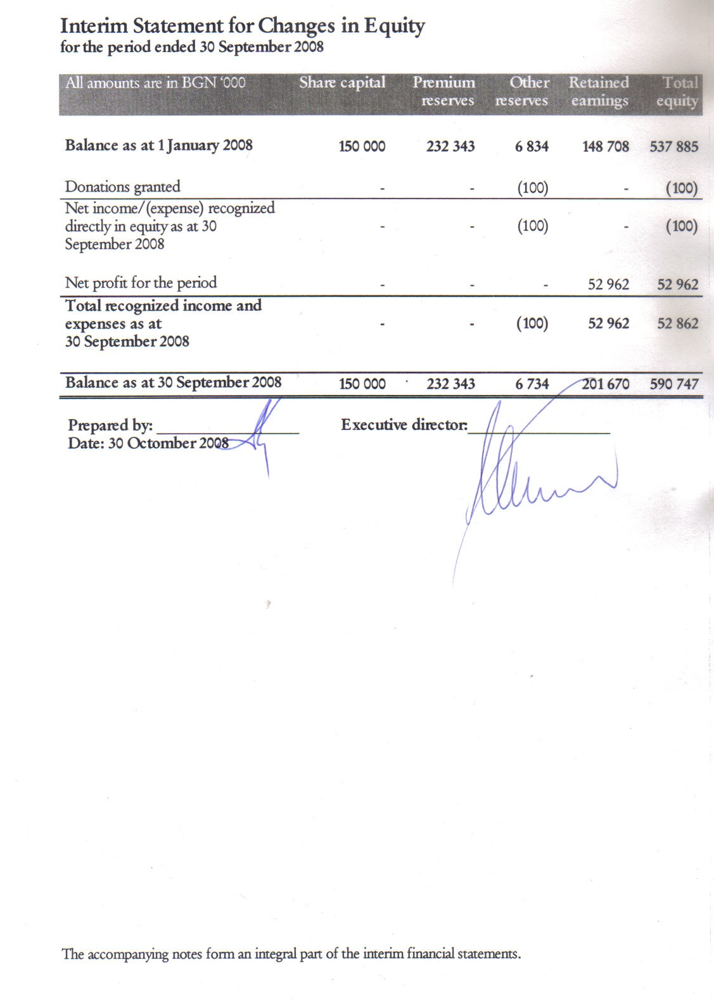 Interim Statement for Changes in Equity
for the period ended 30 September 2008
All amounts are in BGN '000 Share capital Premium reserves Other reserves Retained earnings Total equity
Balance as at 1 January 2008 150 000 232 343 6 834 148 708 537 885
Donations granted - - (100) - (100)
Net income/(expense) recognized
directly in equity as at 30 - - (100) - (100)
September 2008
Net profit for the period - - - 52 962 52 962
Total recognized income and
expenses as at - - (100) 52 962 52 862
30 September 2008
Balance as at 30 September 2008 150 000 232 343 6 734 201 670 590 747
Prepared by: Executive director:
Date: 30 Octomber 2008
The accompanying notes form an integral part of the interim financial statements.